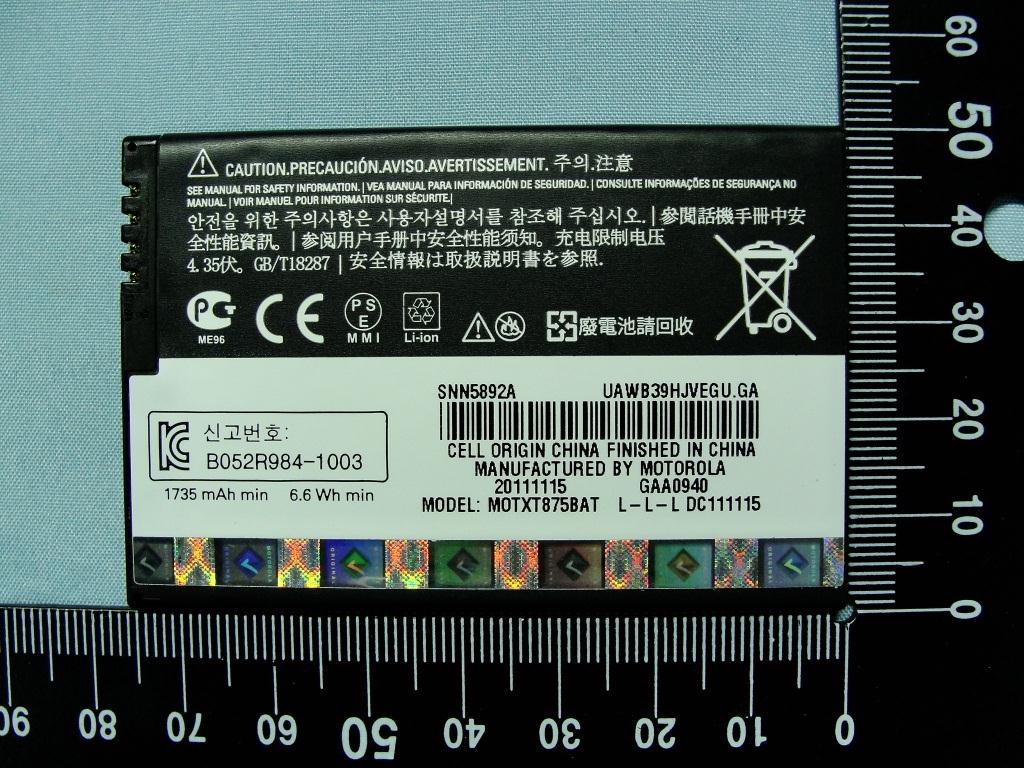 CAUTION.PRECAUCIÓN.AVISO.AVERTISSEMENT. 주의.注意
SEE MANUAL FOR SAFETY INFORMATION. | VEA MANUAL PARA INFORMACIÓN DE SEGURIDAD. | CONSULTE INFORMAÇÕES DE SEGURANÇA NO
MANUAL | VOIR MANUEL POUR INFORMATION SUR SÉCURITE.|
안전을 위한 주의사항은 사용자설명서를 참조해 주십시오. | 參閱話機手冊中安
全性能資訊。 | 参阅用户手册中安全性能须知。充电限制电压
4.35伏。GB/T18287 | 安全情報は取扱説明書を参照.
PCT
ME96
CE
PS
E
MMI
Li-ion
廢電池請回收
KC 신고번호:
B052R984-1003
1735 mAh min 6.6 Wh min
SNN5892A UAWB39HJVEGU.GA
CELL ORIGIN CHINA FINISHED IN CHINA
MANUFACTURED BY MOTOROLA
20111115 GAA0940
MODEL: MOTXT875BAT L-L-L DC111115
60
50
40
30
20
10
0
90 80 70 60 50 40 30 20 10 0